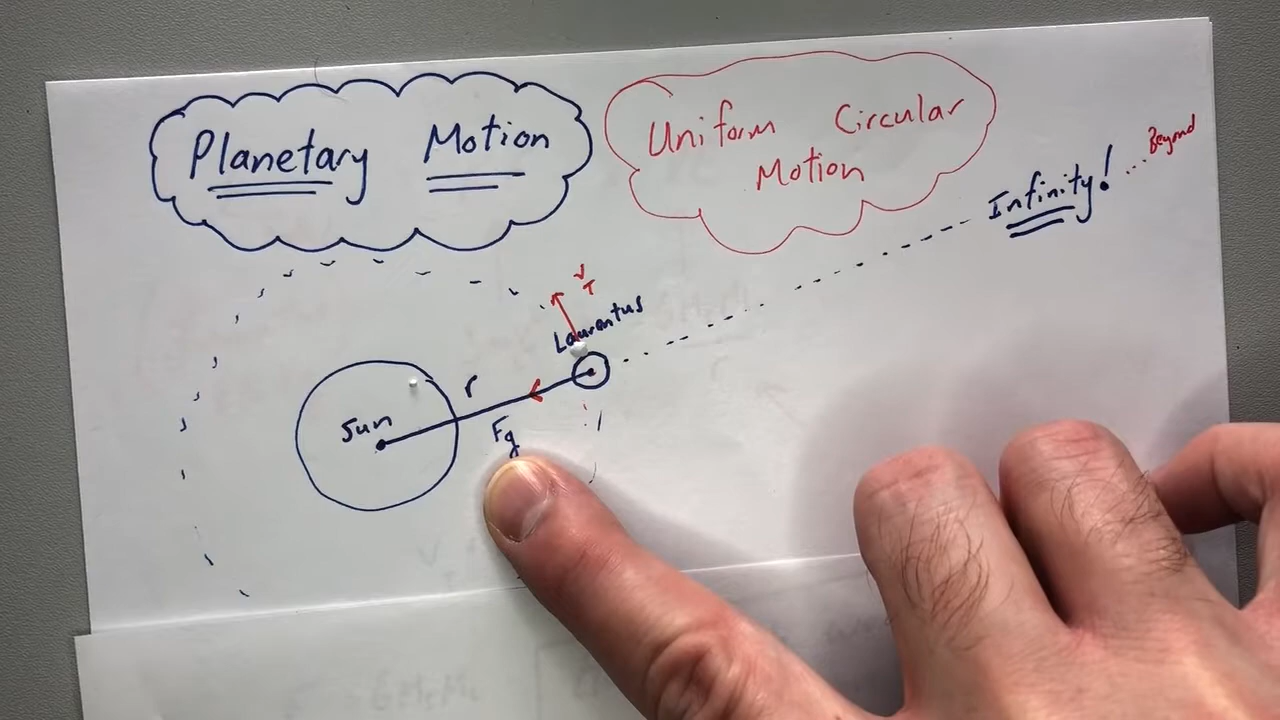 Planetary Motion
Uniform Circular
Motion
Beyond
Infinity!
v
T
Laurentus
r
Sun
Fg